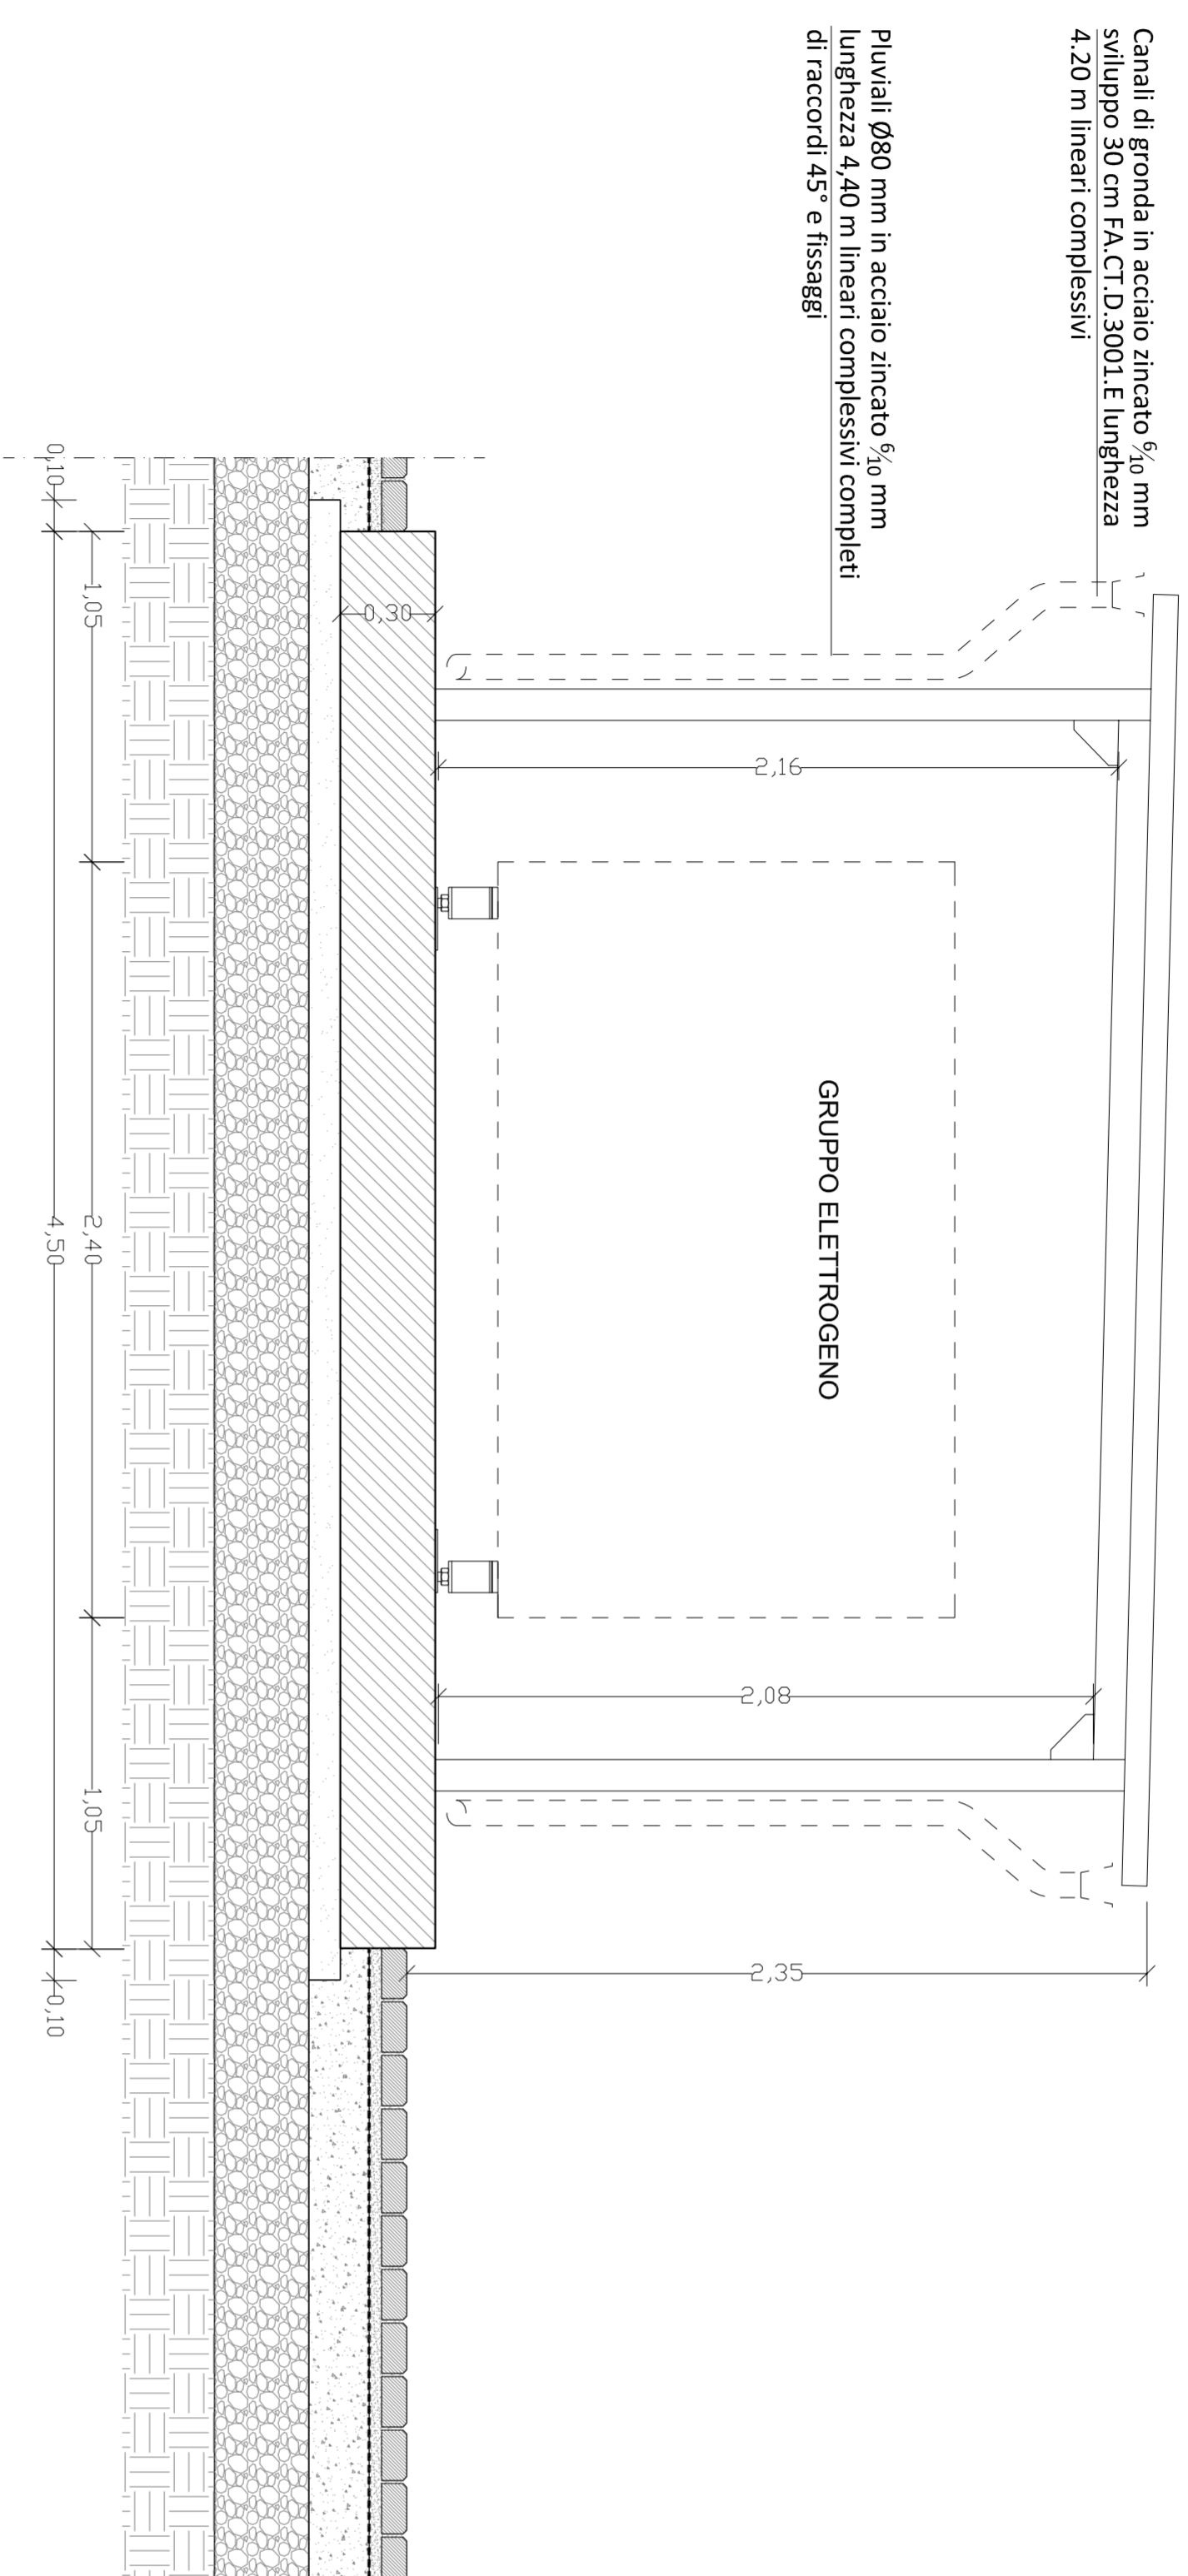 Canali di gronda in acciaio zincato 6/10 mm
sviluppo 30 cm FA.CT.D.3001.E lunghezza
4.20 m lineari complessivi
Pluviali Ø80 mm in acciaio zincato 6/10 mm
lunghezza 4,40 m lineari complessivi completi
di raccordi 45° e fissaggi
2,16
GRUPPO ELETTROGENO
2,08
2,35
0,30
1,05
2,40
1,05
0,10
4,50
0,10